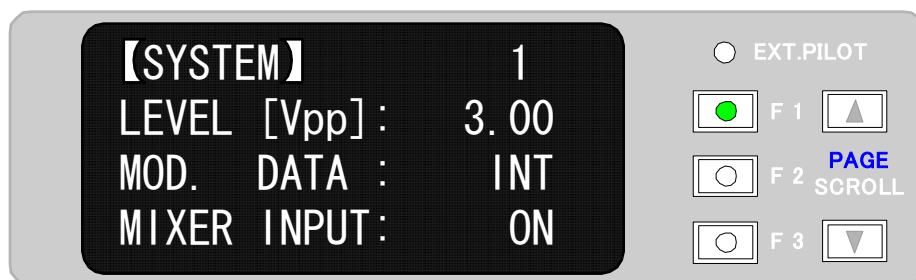 【SYSTEM】 1
LEVEL [Vpp]: 3.00
MOD. DATA : INT
MIXER INPUT: ON
EXT.PILOT
F 1
F 2
PAGE
SCROLL
F 3